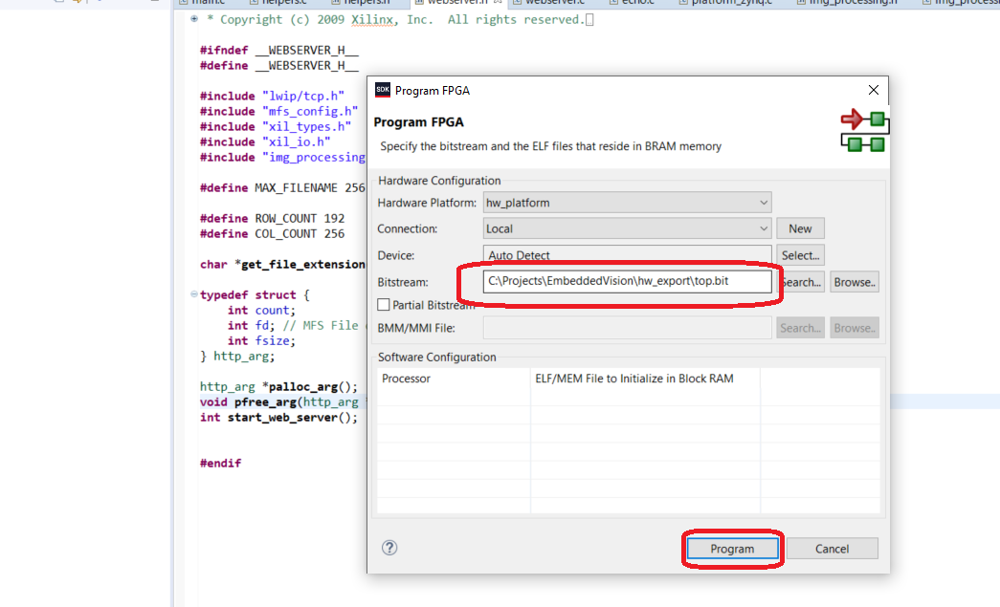 main.c helpers.c helpers.h webserver.h webserver.c echo.c platform_zynq.c img_processing.h
* Copyright (c) 2009 Xilinx, Inc.  All rights reserved.
#ifndef __WEBSERVER_H__
#define __WEBSERVER_H__
#include "lwip/tcp.h"
#include "mfs_config.h"
#include "xil_types.h"
#include "xil_io.h"
#include "img_processing
#define MAX_FILENAME 256
#define ROW_COUNT 192
#define COL_COUNT 256
char *get_file_extension
typedef struct {
int count;
int fd; // MFS File
int fsize;
} http_arg;
http_arg *palloc_arg();
void pfree_arg(http_arg
int start_web_server();
#endif
SDK Program FPGA
Program FPGA
Specify the bitstream and the ELF files that reside in BRAM memory
Hardware Configuration
Hardware Platform: hw_platform
Connection: Local New
Device: Auto Detect Select...
Bitstream: C:\Projects\EmbeddedVision\hw_export\top.bit Search... Browse..
Partial Bitstream
BMM/MMI File: Search... Browse..
Software Configuration
Processor ELF/MEM File to Initialize in Block RAM
? Program Cancel